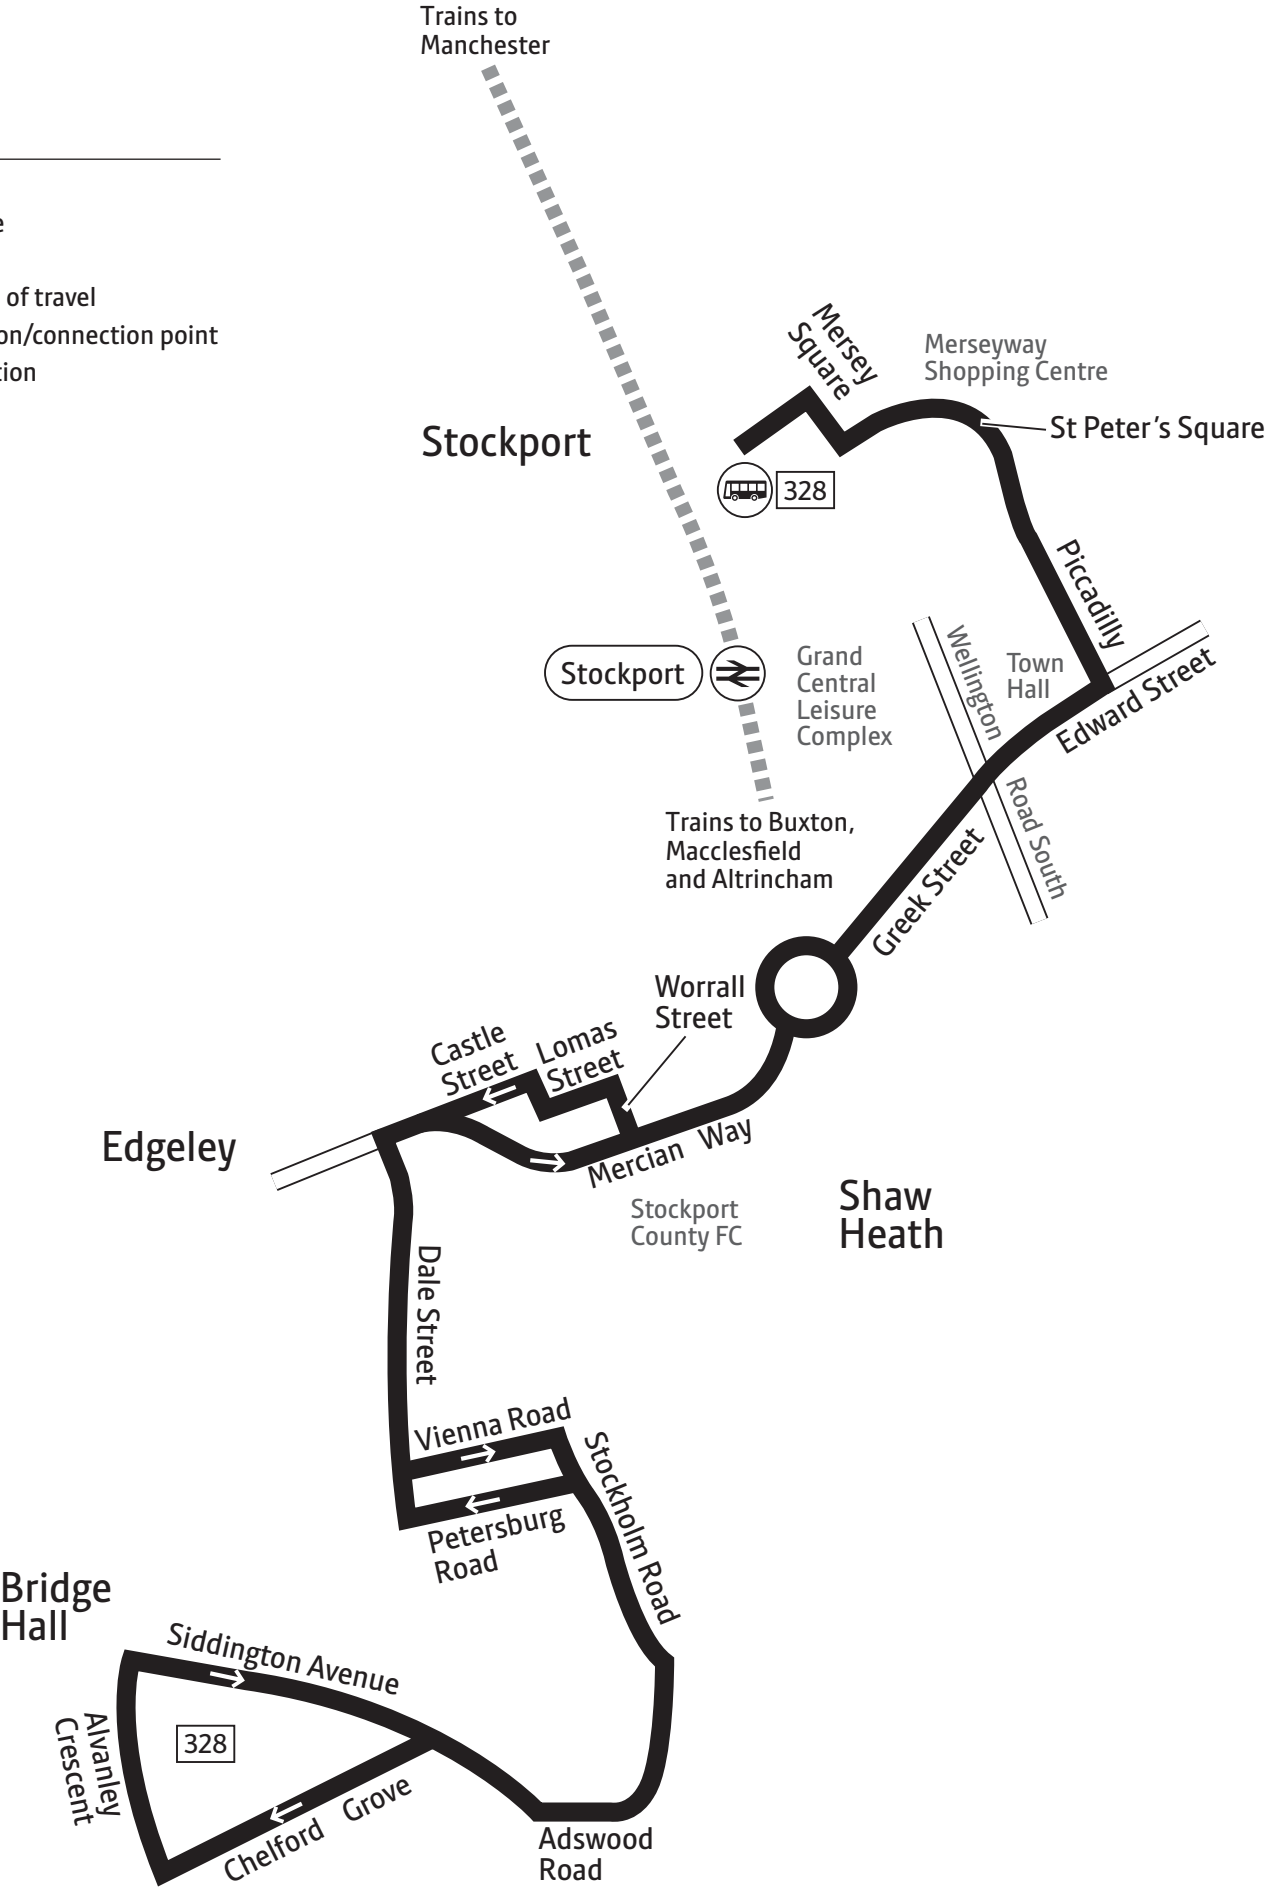 Trains to
Manchester
e
of travel
on/connection point
tion
Mersey
Square
Merseyway
Shopping Centre
St Peter's Square
Stockport
328
Piccadilly
Wellington
Road South
Town
Hall
Edward Street
Stockport
Grand
Central
Leisure
Complex
Trains to Buxton,
Macclesfield
and Altrincham
Greek Street
Worrall
Street
Castle
Street
Lomas
Street
Edgeley
Mercian Way
Shaw
Heath
Stockport
County FC
Dale Street
Vienna Road
Stockholm Road
Petersburg
Road
Bridge
Hall
Siddington Avenue
Alvanley
Crescent
328
Chelford Grove
Adswood
Road